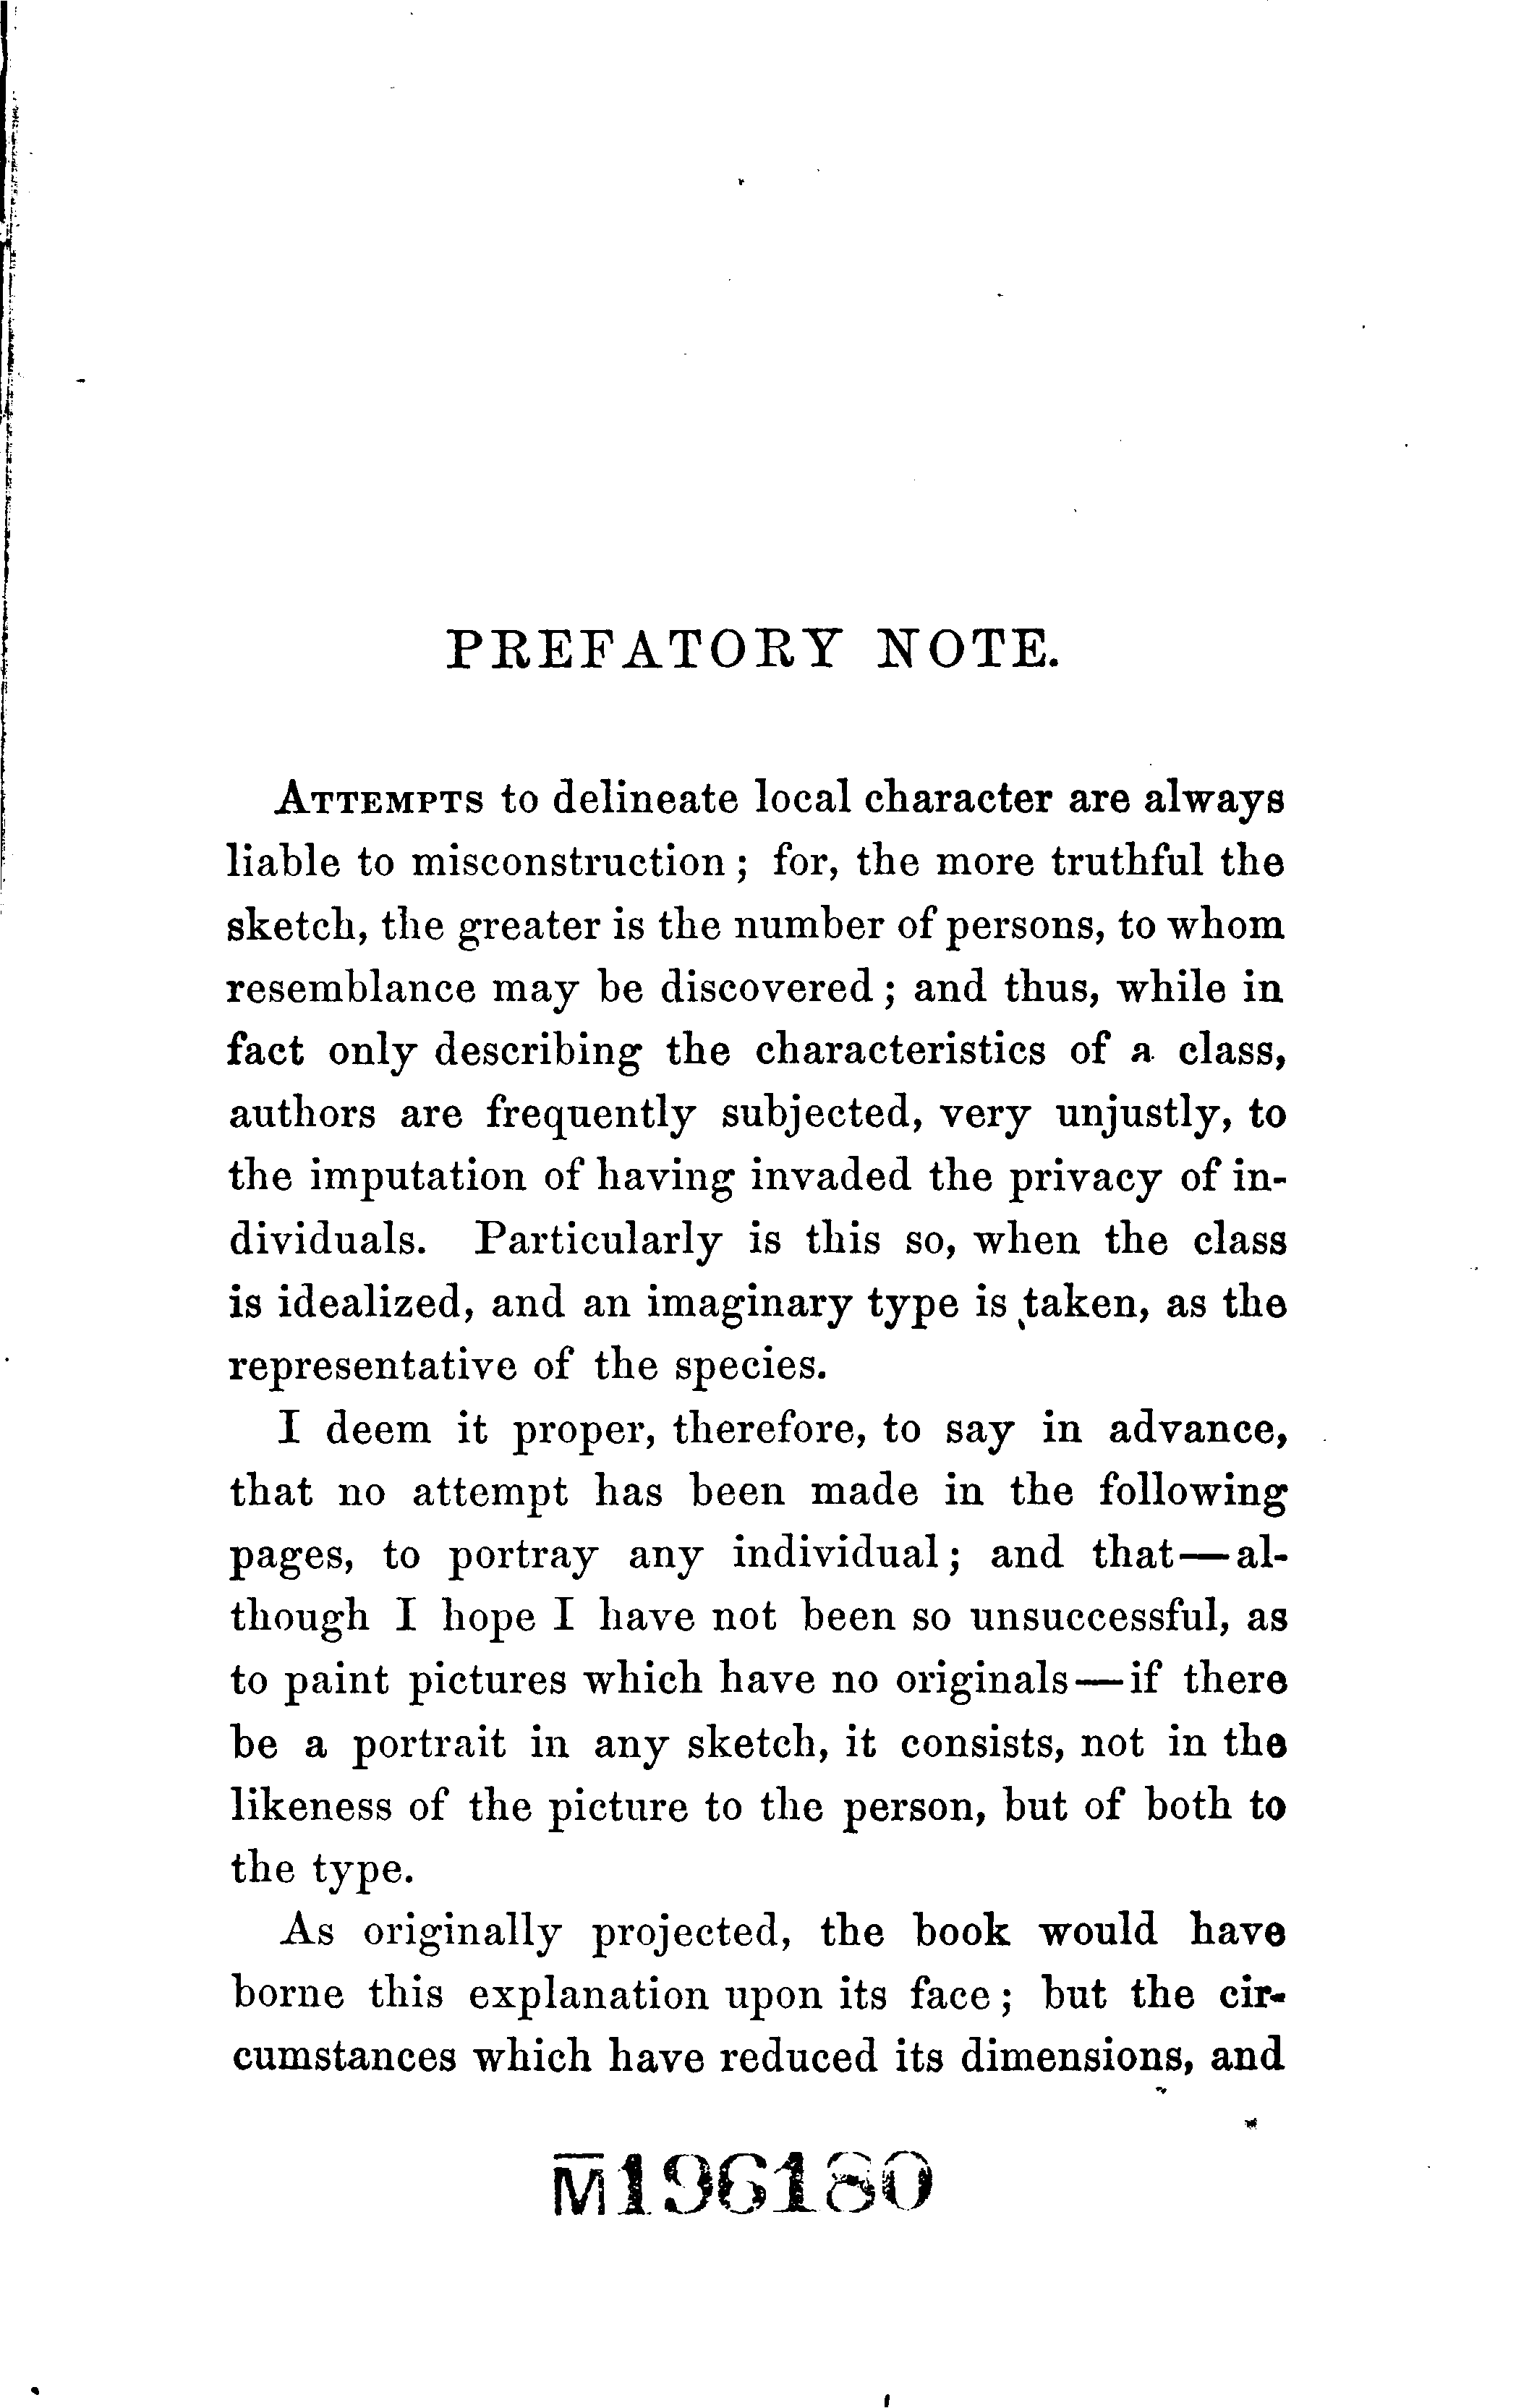 PREFATORY NOTE.
ATTEMPTS to delineate local character are always
liable to misconstruction; for, the more truthful the
sketch, the greater is the number of persons, to whom
resemblance may be discovered; and thus, while in
fact only describing the characteristics of a class,
authors are frequently subjected, very unjustly, to
the imputation of having invaded the privacy of in-
dividuals. Particularly is this so, when the class
is idealized, and an imaginary type is taken, as the
representative of the species.
I deem it proper, therefore, to say in advance,
that no attempt has been made in the following
pages, to portray any individual; and that—al-
though I hope I have not been so unsuccessful, as
to paint pictures which have no originals—if there
be a portrait in any sketch, it consists, not in the
likeness of the picture to the person, but of both to
the type.
As originally projected, the book would have
borne this explanation upon its face; but the cir-
cumstances which have reduced its dimensions, and
M196180